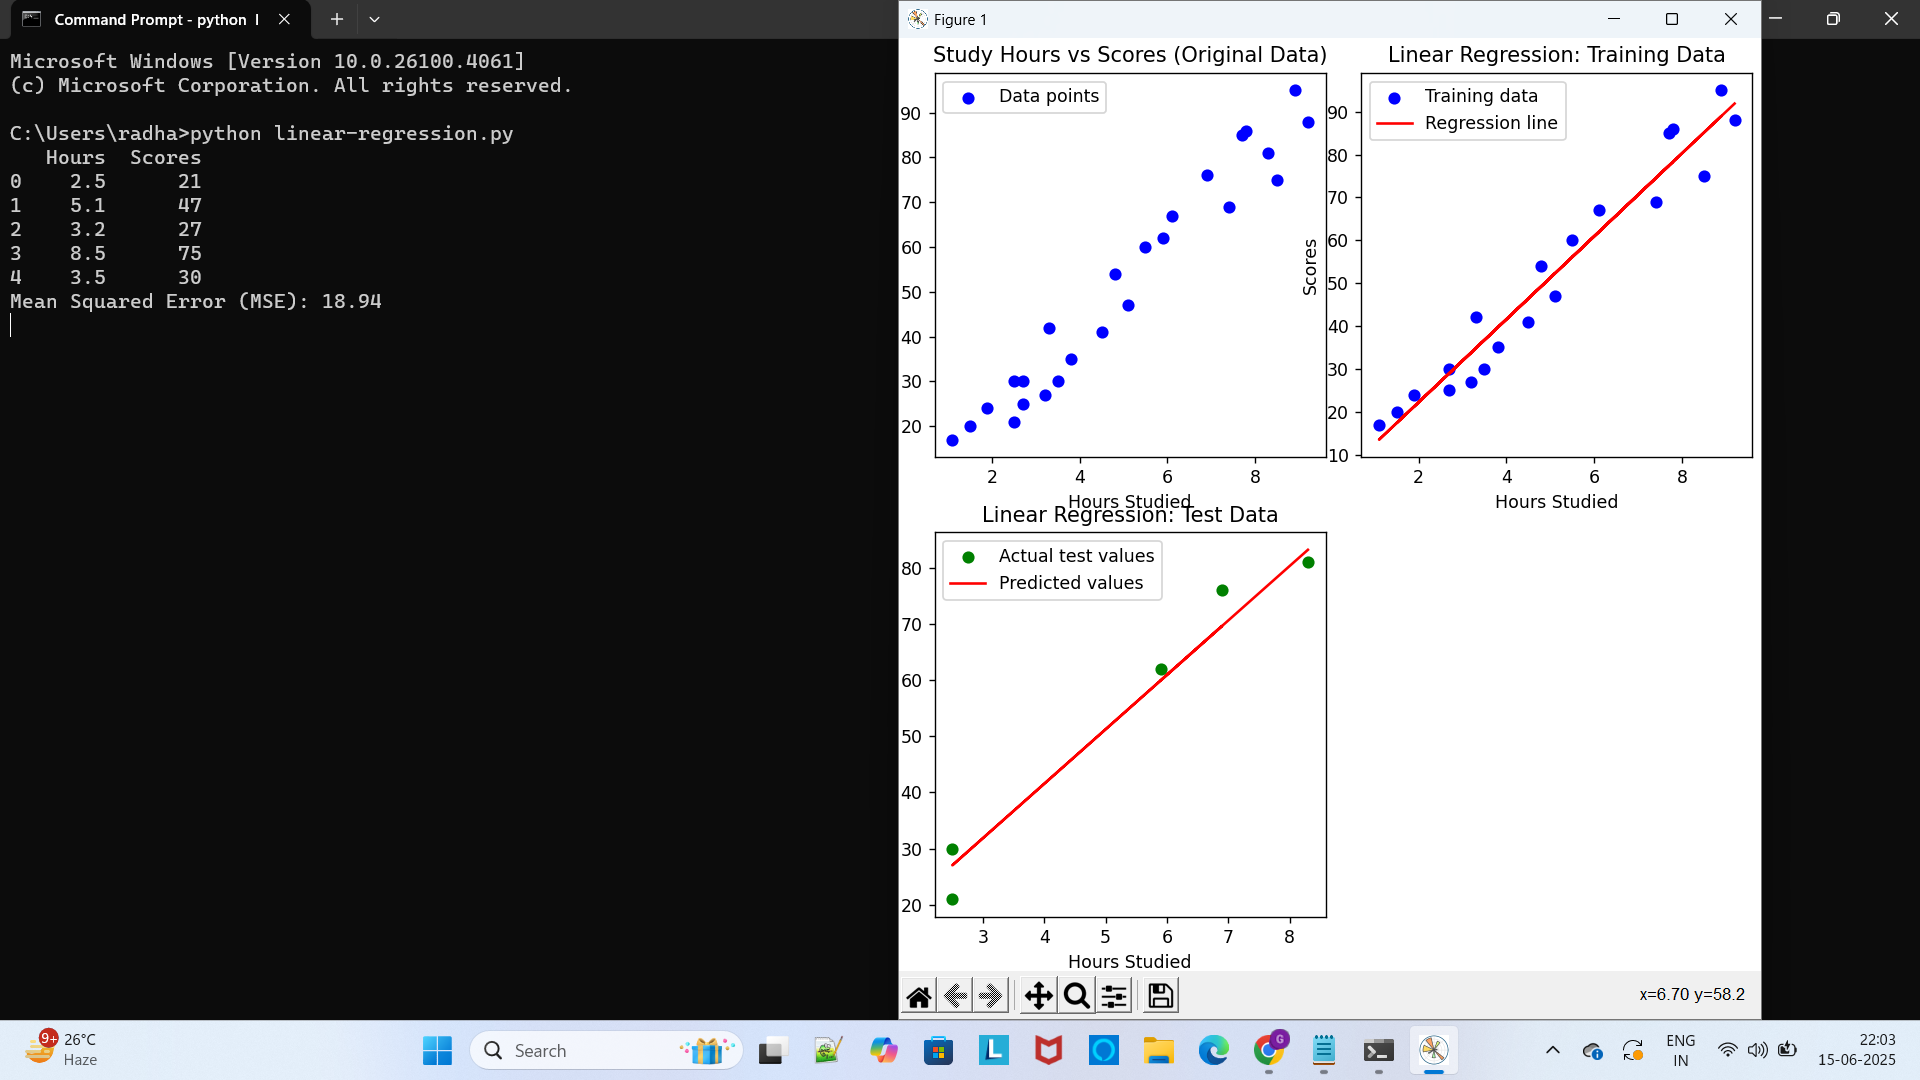 Command Prompt - python l
Microsoft Windows [Version 10.0.26100.4061]
(c) Microsoft Corporation. All rights reserved.
C:\Users\radha>python linear-regression.py
Hours Scores
0 2.5 21
1 5.1 47
2 3.2 27
3 8.5 75
4 3.5 30
Mean Squared Error (MSE): 18.94
Figure 1
Study Hours vs Scores (Original Data)
Data points
90
80
70
60
50
40
30
20
2 4 6 8
Hours Studied
Linear Regression: Training Data
Training data
Regression line
Scores
90
80
70
60
50
40
30
20
10
2 4 6 8
Hours Studied
Linear Regression: Test Data
Actual test values
Predicted values
80
70
60
50
40
30
20
3 4 5 6 7 8
Hours Studied
x=6.70 y=58.2
9+
26°C
Haze
Search
L
G
ENG
IN
22:03
15-06-2025